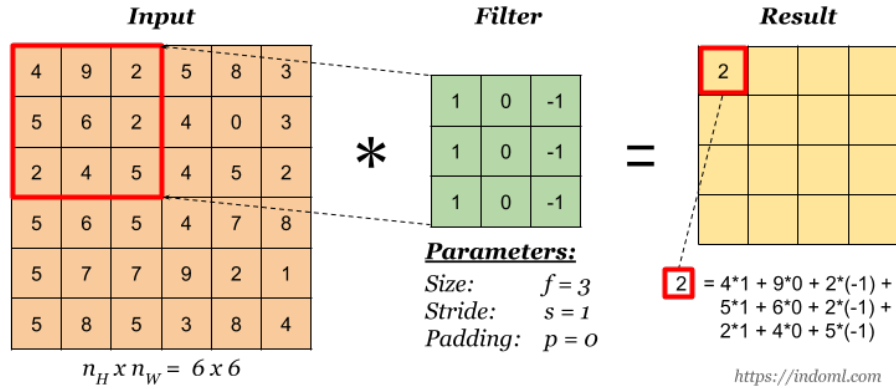 Input
Filter
Result
4 9 2 5 8 3
5 6 2 4 0 3
2 4 5 4 5 2
5 6 5 4 7 8
5 7 7 9 2 1
5 8 5 3 8 4
n_H x n_W = 6 x 6
*
1 0 -1
1 0 -1
1 0 -1
Parameters:
Size: f = 3
Stride: s = 1
Padding: p = 0
=
2
2 = 4*1 + 9*0 + 2*(-1) +
5*1 + 6*0 + 2*(-1) +
2*1 + 4*0 + 5*(-1)
https://indoml.com